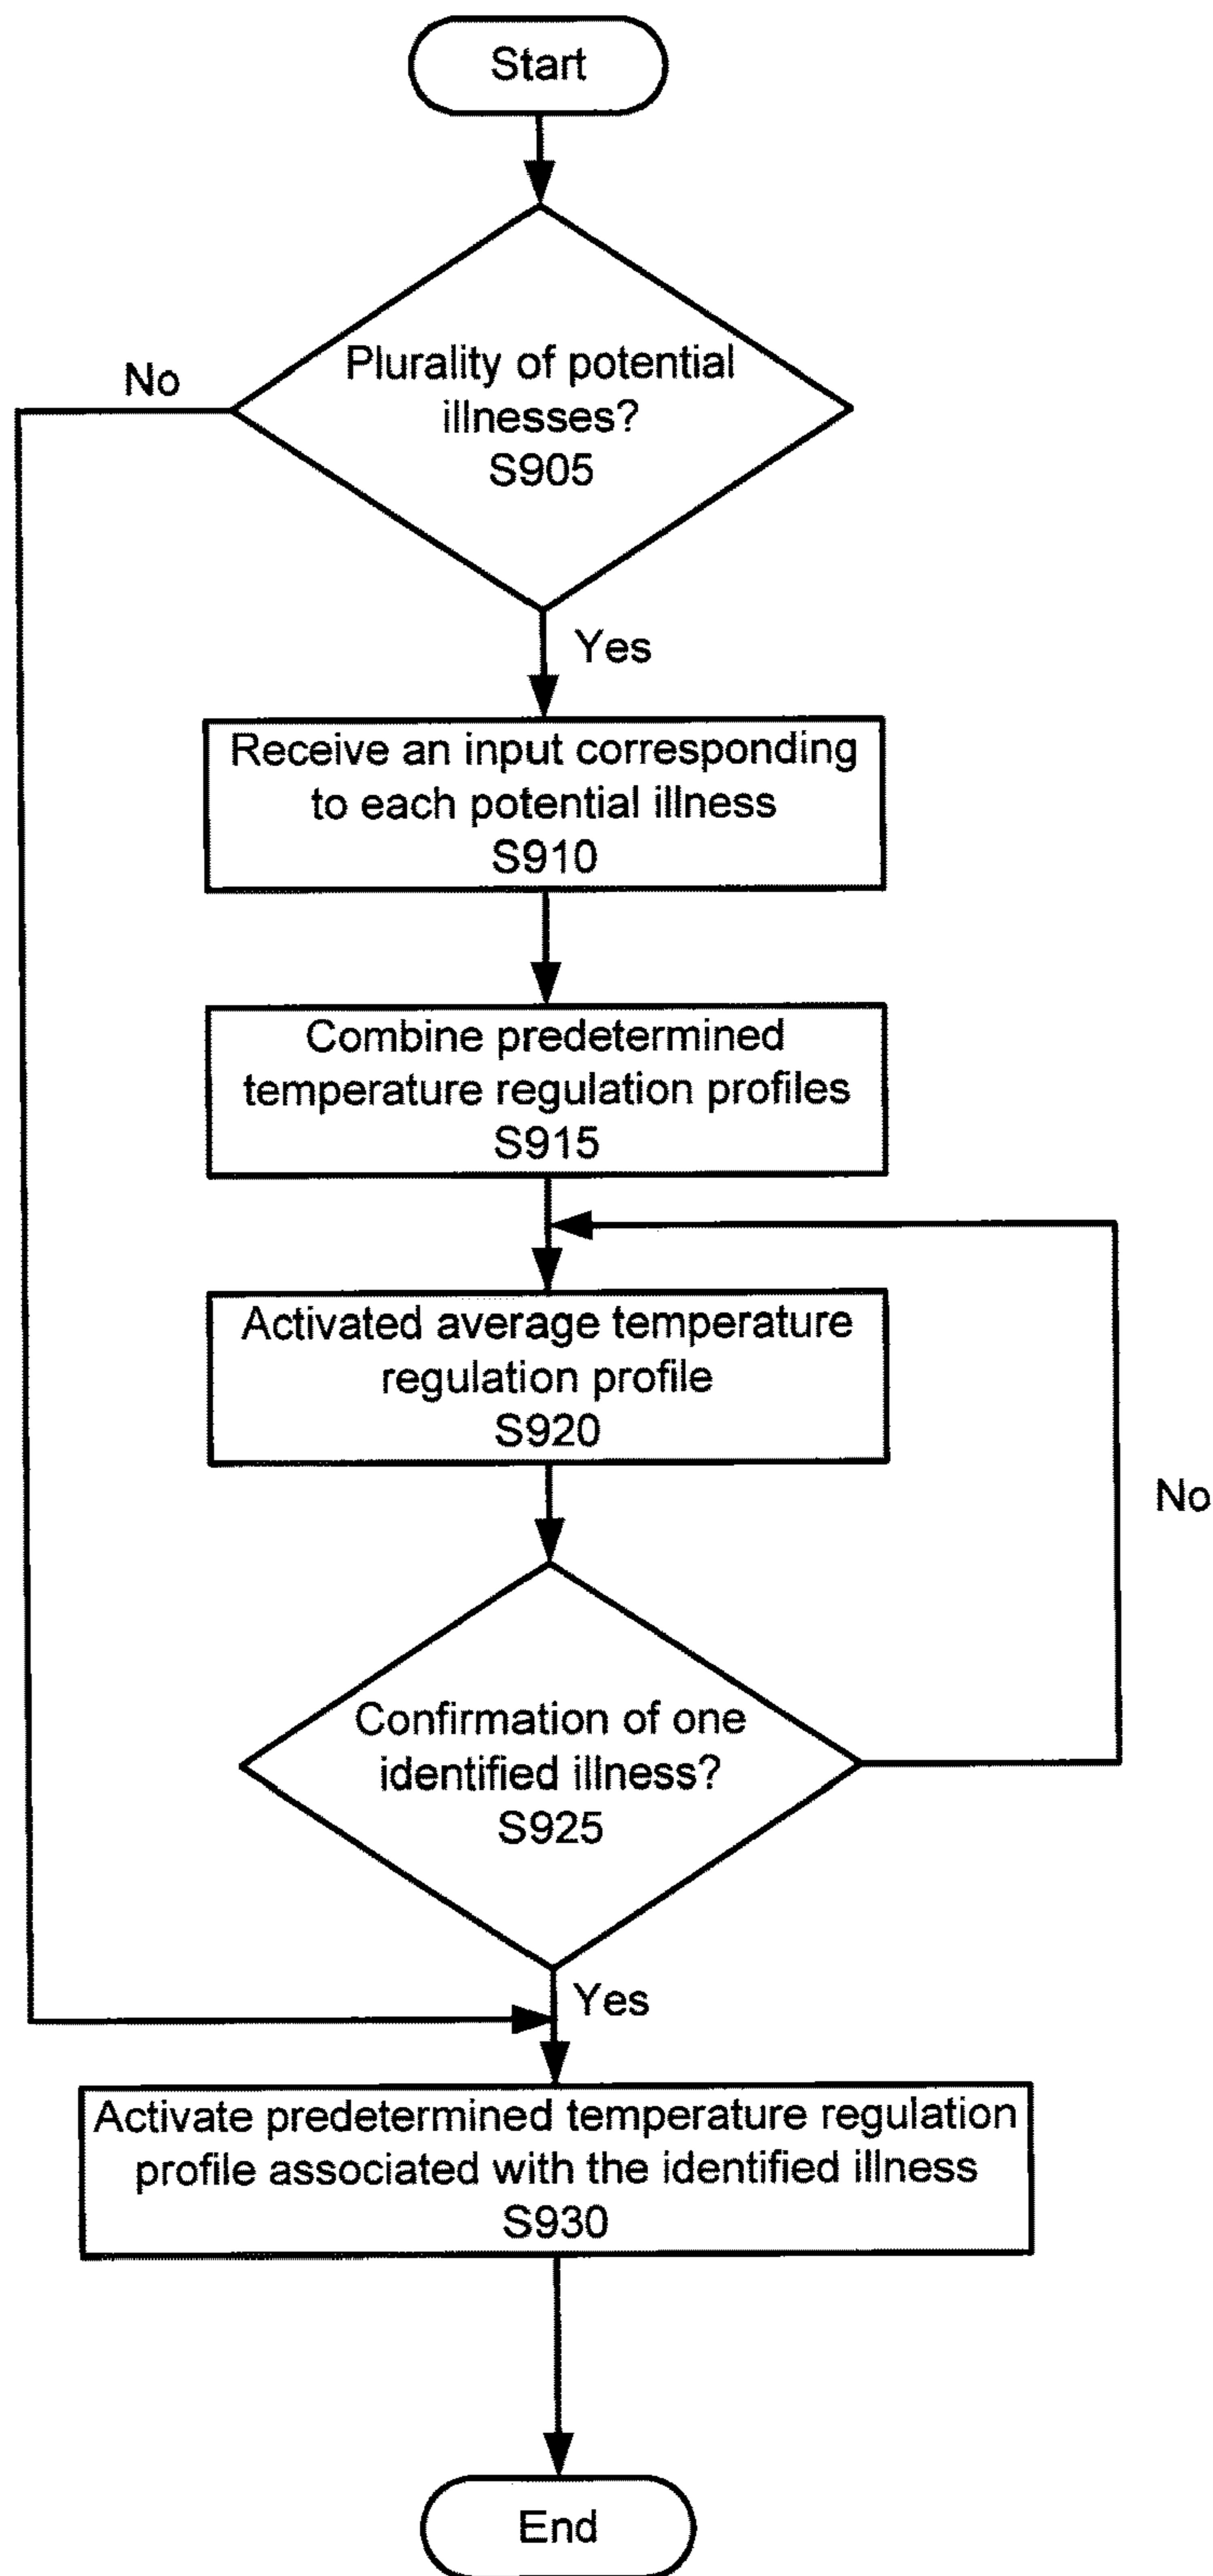 Start
No
Plurality of potential
illnesses?
S905
Yes
Receive an input corresponding
to each potential illness
S910
Combine predetermined
temperature regulation profiles
S915
Activated average temperature
regulation profile
S920
No
Confirmation of one
identified illness?
S925
Yes
Activate predetermined temperature regulation
profile associated with the identified illness
S930
End